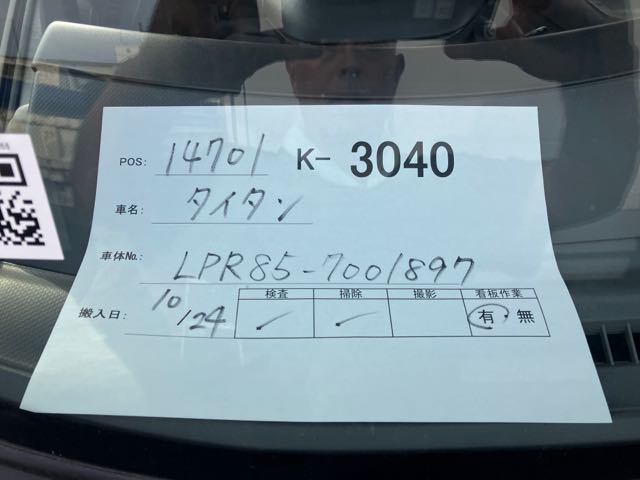 POS: 14701 K- 3040
車名: タイタン
車体No.: LPR85-7001897
搬入日: 10/24
検査 掃除 撮影 看板作業
✓ ✓ 有・無